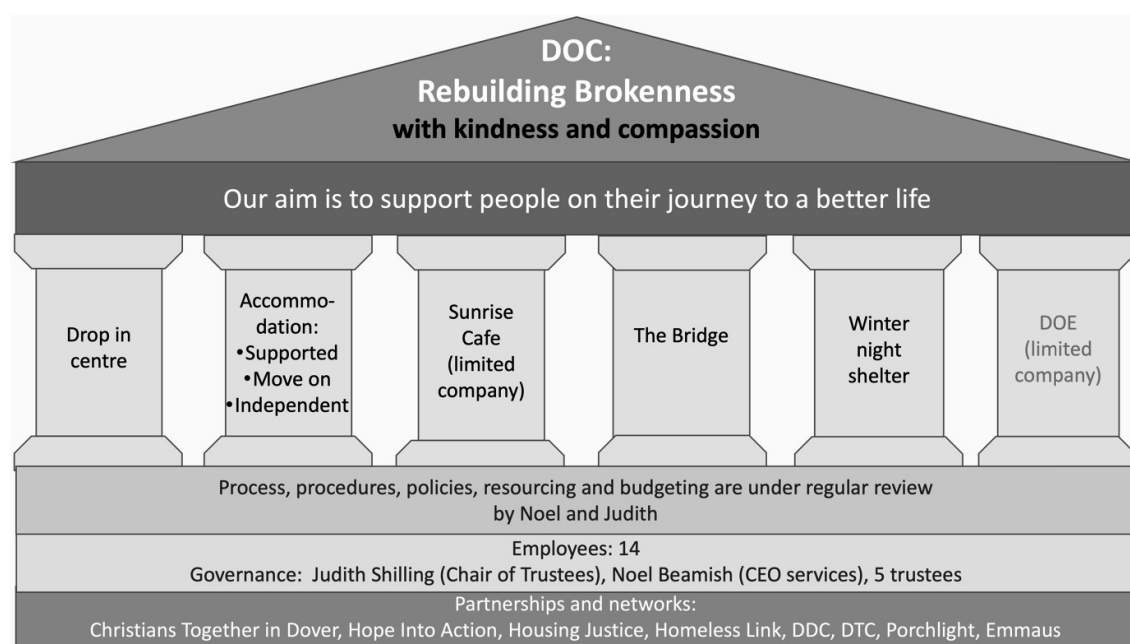 DOC:
Rebuilding Brokenness
with kindness and compassion
Our aim is to support people on their journey to a better life
Drop in
centre
Accommo-
dation:
•Supported
•Move on
•Independent
Sunrise
Cafe
(limited
company)
The Bridge
Winter
night
shelter
DOE
(limited
company)
Process, procedures, policies, resourcing and budgeting are under regular review
by Noel and Judith
Employees: 14
Governance: Judith Shilling (Chair of Trustees), Noel Beamish (CEO services), 5 trustees
Partnerships and networks:
Christians Together in Dover, Hope Into Action, Housing Justice, Homeless Link, DDC, DTC, Porchlight, Emmaus